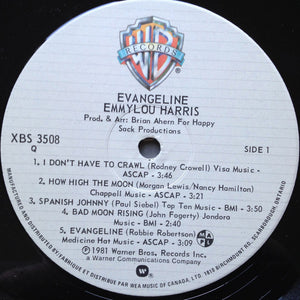 WB
RECORDS
EVANGELINE
EMMYLOU HARRIS
Prod. & Arr: Brian Ahern For Happy
Sack Productions
XBS 3508
Q
SIDE 1
1. I DON'T HAVE TO CRAWL (Rodney Crowell) Visa Music -
ASCAP - 3:46
2. HOW HIGH THE MOON (Morgan Lewis/Nancy Hamilton)
Chappell Music - ASCAP - 3:21
3. SPANISH JOHNNY (Paul Siebel) Top Ten Music - BMI - 3:50
4. BAD MOON RISING (John Fogerty) Jondora
Music - BMI - 2:40
5. EVANGELINE (Robbie Robertson)
Medicine Hat Music - ASCAP - 3:09
℗ 1981 Warner Bros. Records Inc.
a Warner Communications Company
MANUFACTURED AND DISTRIBUTED BY/FABRIQUE ET DISTRIBUE PAR WEA MUSIC OF CANADA, LTD. 1810 BIRCHMOUNT RD. SCARBOROUGH ONTARIO